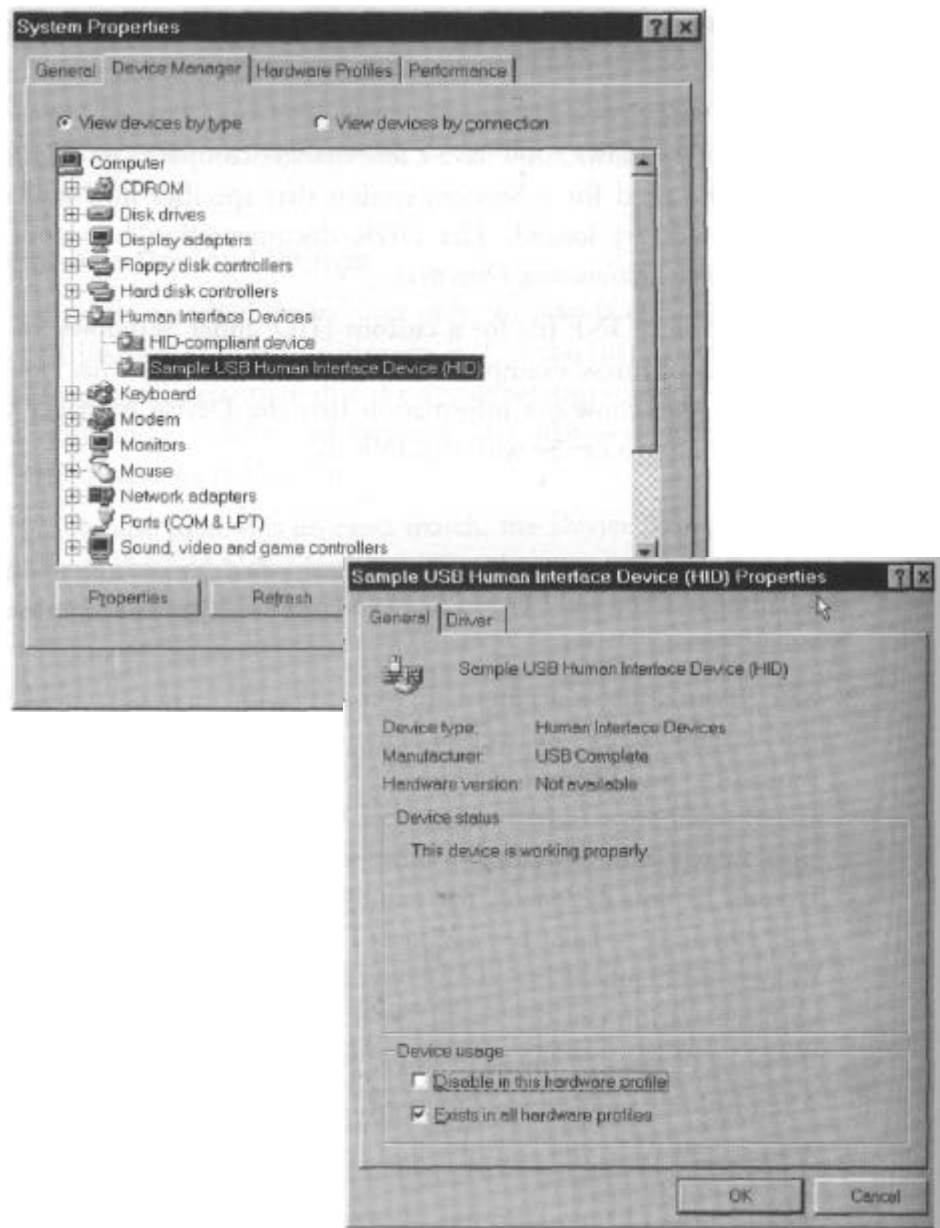 System Properties
General Device Manager Hardware Profiles Performance
View devices by type View devices by connection
Computer
CDROM
Disk drives
Display adapters
Floppy disk controllers
Hard disk controllers
Human Interface Devices
HID-compliant device
Sample USB Human Interface Device (HID)
Keyboard
Modem
Monitors
Mouse
Network adapters
Ports (COM & LPT)
Sound, video and game controllers
Properties Refresh
Sample USB Human Interface Device (HID) Properties
General Driver
Sample USB Human Interface Device (HID)
Device type: Human Interface Devices
Manufacturer: USB Complete
Hardware version: Not available
Device status
This device is working properly.
Device usage
Disable in this hardware profile
Exists in all hardware profiles
OK Cancel